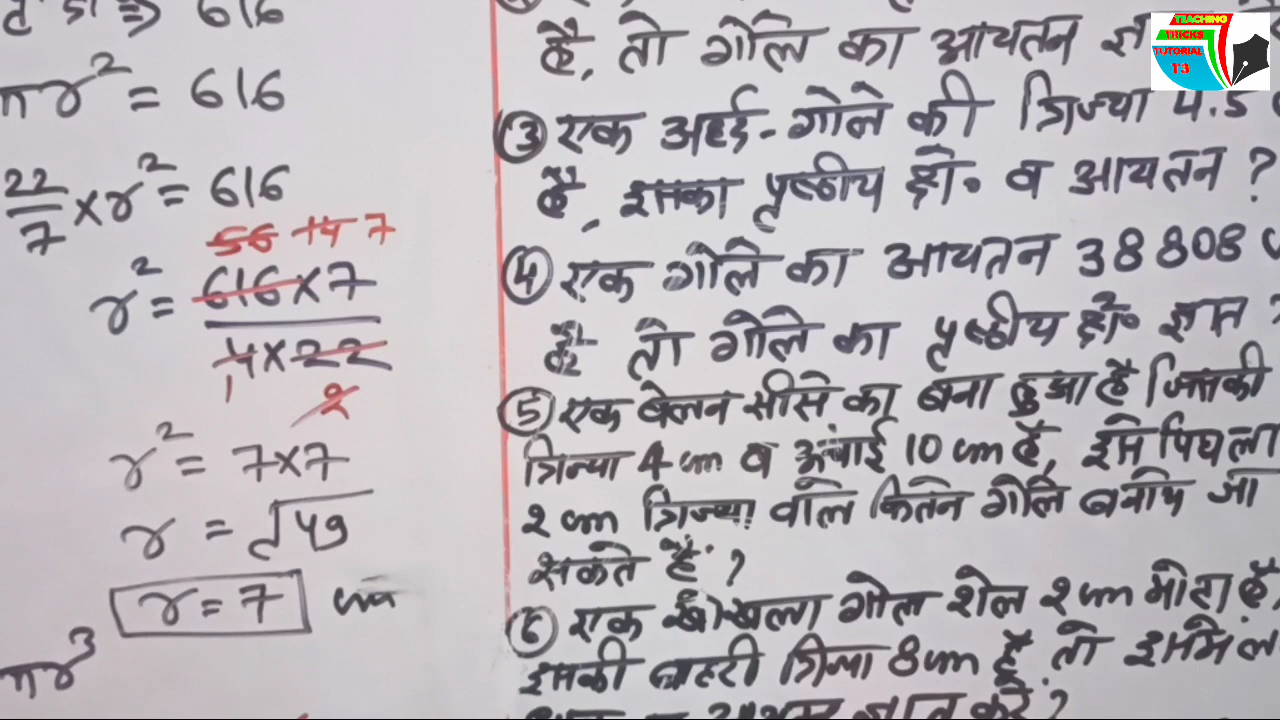 => 616
πr² = 616
22/7 × r² = 616
56 14 7
r² = 616×7
4×22
1 2
r² = 7×7
r = √49
r = 7 cm
πr³
है, तो गोले का आयतन
③ एक अर्द्ध-गोले की त्रिज्या 4.5
है, इसका पृष्ठीय क्षे॰ व आयतन ?
④ एक गोले का आयतन 38808
है तो गोले का पृष्ठीय क्षे॰ ज्ञात
⑤ एक बेलन सीसे का बना हुआ है जिसकी
त्रिज्या 4 cm व ऊंचाई 10 cm है, इसे पिघला
2 cm त्रिज्या वाले कितने गोले बनाये जा
सकते हैं ?
⑥ एक खोखला गोल शेल 2 cm मोटा है,
इसकी बाहरी त्रिज्या 8 cm है तो इसमें
ज्ञात करें ?
TEACHING
TRICKS
TUTORIAL
T3